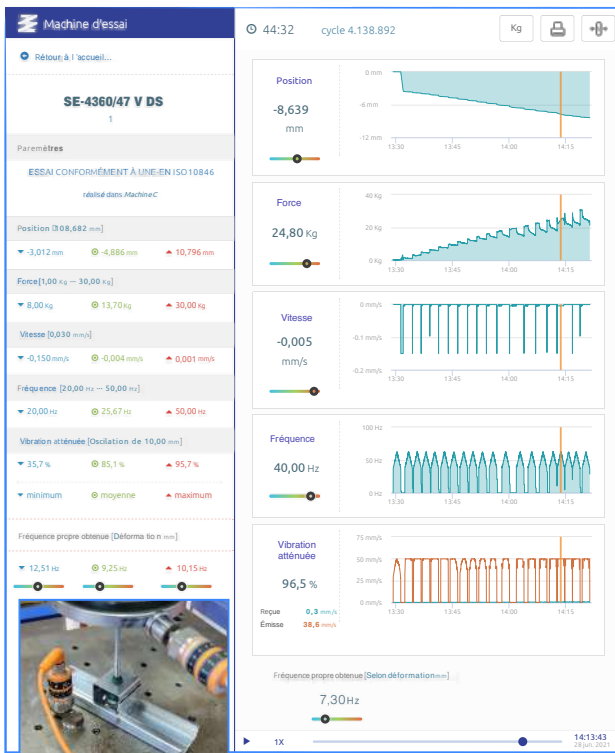 Machine d'essai
Rétour à l 'accueil...
SE-4360/47 V DS
1
Paremètres
ESSAI CONFORMÉMENT À UNE-EN ISO10846
réalisé dans Machine C
Position [108,682 mm]
-3,012 mm -4,886 mm 10,796 mm
Force[1,00 Kg — 30,00 Kg]
8,00 Kg 13,70 Kg 30,00 Kg
Vitesse [0,030 mm/s]
-0,150 mm/s -0,004 mm/s 0,001 mm/s
Fréquence [20,00 Hz — 50,00 Hz]
20,00 Hz 25,67 Hz 50,00 Hz
Vibration atténuée [Oscilation de 10,00 mm]
35,7 % 85,1 % 95,7 %
minimum moyenne maximum
Fréquence propre obtenue [Déforma tio n mm]
12,51 Hz 9,25 Hz 10,15 Hz
44:32 cycle 4.138.892 Kg
Position
-8,639
mm
0 mm
-6 mm
-12 mm
13:30 13:45 14:00 14:15
Force
24,80 Kg
40 Kg
20 Kg
0 Kg
13:30 13:45 14:00 14:15
Vitesse
-0,005
mm/s
0 mm/s
-0.1 mm/s
-0.2 mm/s
13:30 13:45 14:00 14:15
Fréquence
40,00 Hz
100 Hz
50 Hz
0 Hz
13:30 13:45 14:00 14:15
Vibration
atténuée
96,5 %
Reçue 0,3 mm/s
Émisse 38,6 mm/s
75 mm/s
50 mm/s
25 mm/s
0 mm/s
13:30 13:45 14:00 14:15
Fréquence propre obtenue [Selon déformation mm]
7,30 Hz
1X
14:13:43
28 jun. 2021